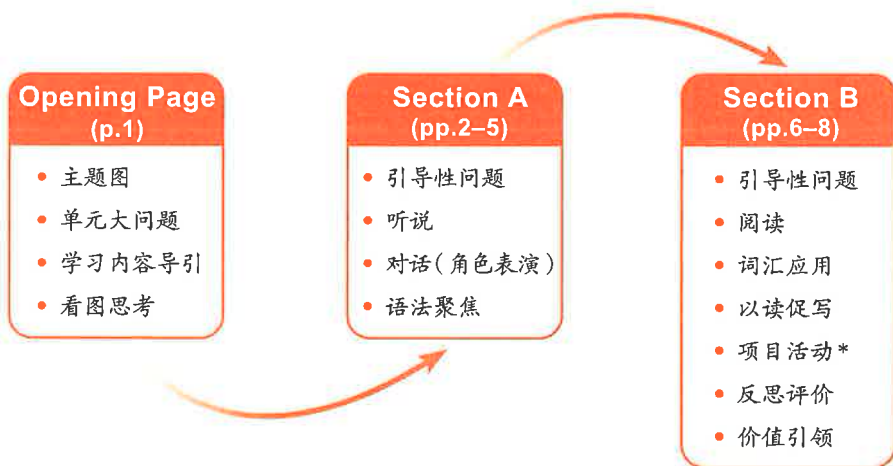 Opening Page
(p.1)
• 主题图
• 单元大问题
• 学习内容导引
• 看图思考
Section A
(pp.2–5)
• 引导性问题
• 听说
• 对话(角色表演)
• 语法聚焦
Section B
(pp.6–8)
• 引导性问题
• 阅读
• 词汇应用
• 以读促写
• 项目活动*
• 反思评价
• 价值引领